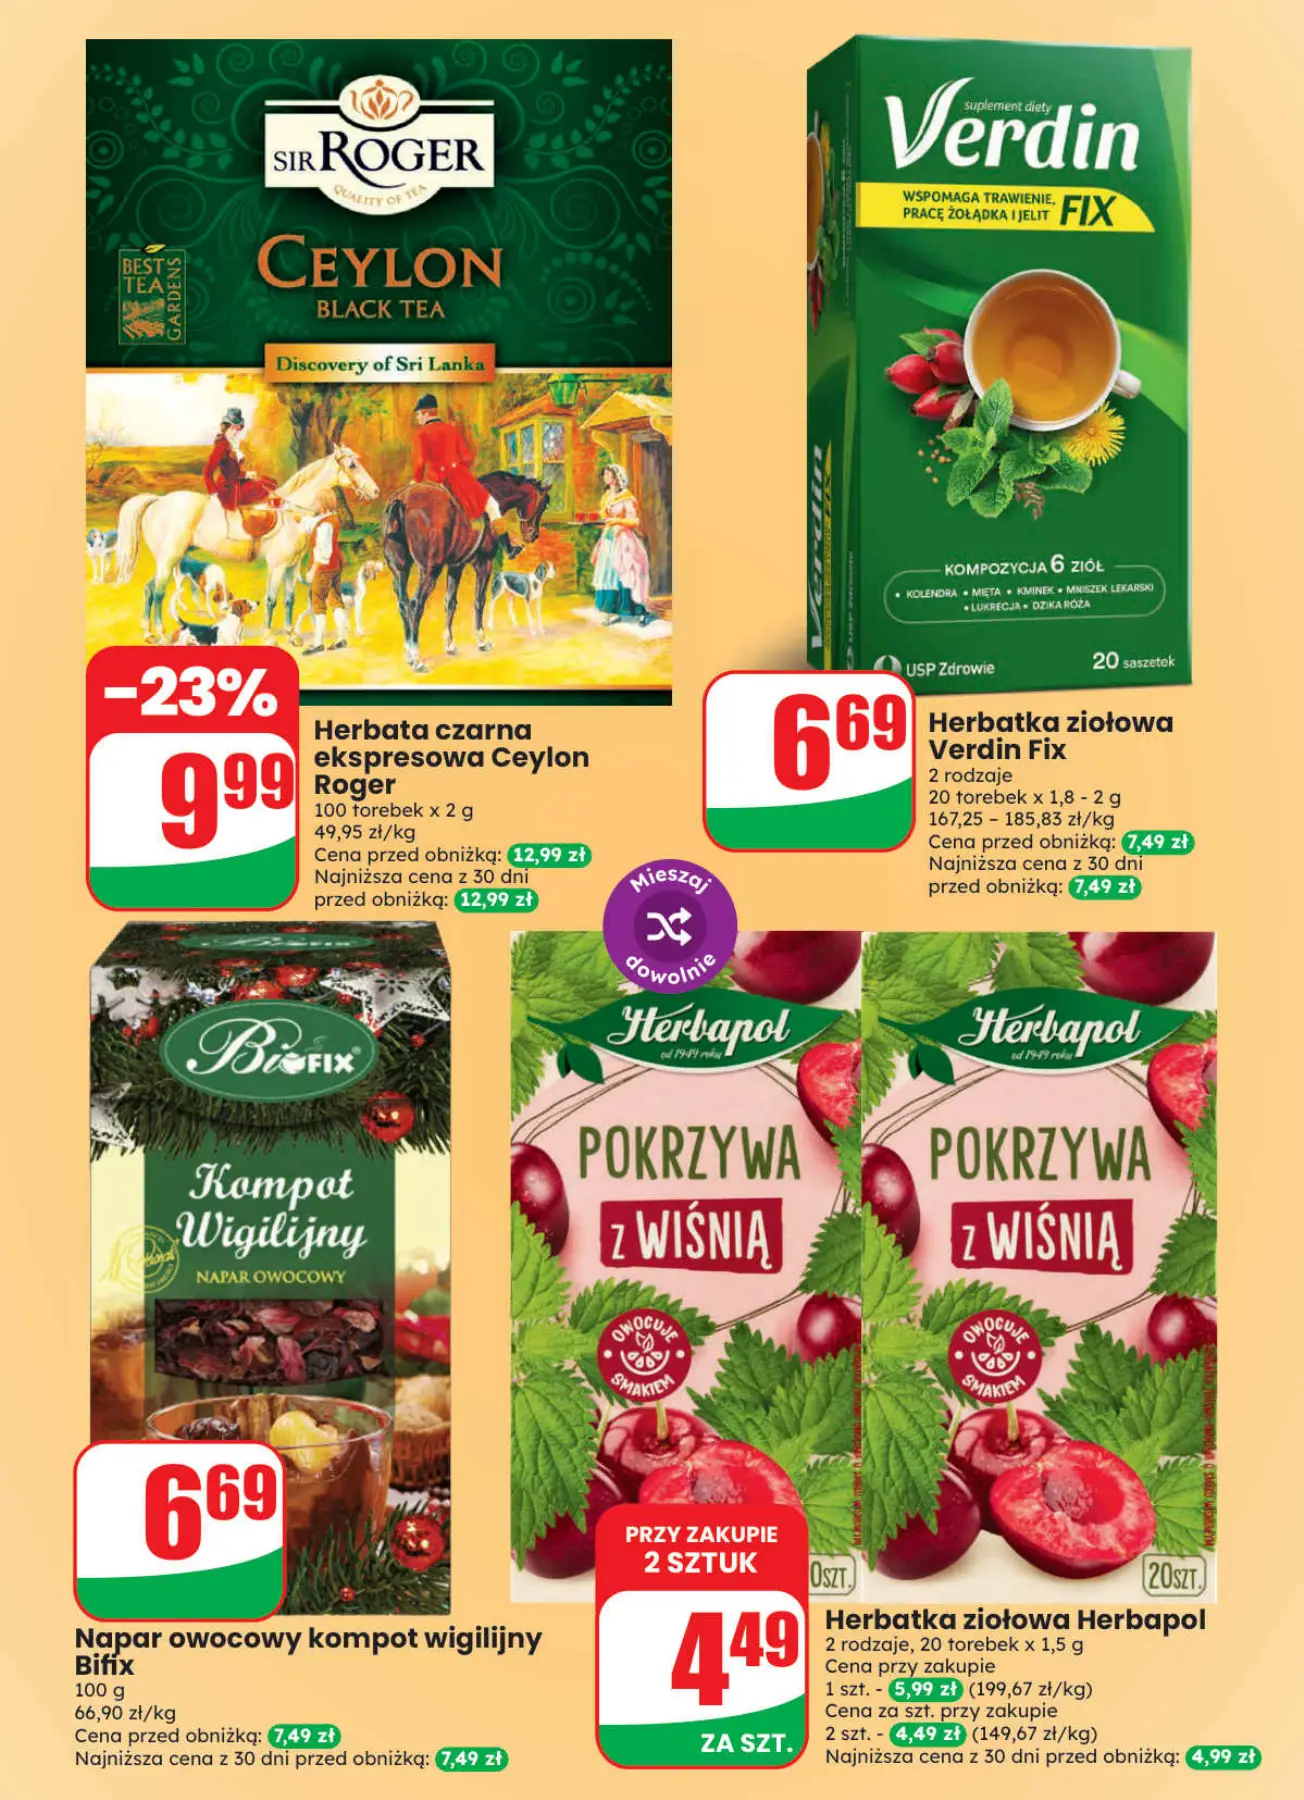 SIR ROGER
QUALITY OF TEA
BEST TEA GARDENS
CEYLON
BLACK TEA
Discovery of Sri Lanka
-23%
9 99
Herbata czarna
ekspresowa Ceylon
Roger
100 torebek x 2 g
49,95 zł/kg
Cena przed obniżką: 12,99 zł
Najniższa cena z 30 dni
przed obniżką: 12,99 zł
suplement diety
Verdin
WSPOMAGA TRAWIENIE,
PRACĘ ŻOŁĄDKA I JELIT FIX
Verdin
KOMPOZYCJA 6 ZIÓŁ
• KOLENDRA • MIĘTA • KMINEK • MNISZEK LEKARSKI
• LUKRECJA • DZIKA RÓŻA
USP Zdrowie
20 saszetek
6 69
Herbatka ziołowa
Verdin Fix
2 rodzaje
20 torebek x 1,8 - 2 g
167,25 – 185,83 zł/kg
Cena przed obniżką: 7,49 zł
Najniższa cena z 30 dni
przed obniżką: 7,49 zł
Mieszaj
dowolnie
BiOFIX
BiOFIX®
Kompot
Wigilijny
NAPAR OWOCOWY
6 69
Napar owocowy kompot wigilijny
Bifix
100 g
66,90 zł/kg
Cena przed obniżką: 7,49 zł
Najniższa cena z 30 dni przed obniżką: 7,49 zł
Herbapol
od 1949 roku
POKRZYWA
z WIŚNIĄ
OWOCUJE
SMAKIEM
0SZT.
Herbapol
od 1949 roku
POKRZYWA
z WIŚNIĄ
OWOCUJE
SMAKIEM
20SZT.
PRZY ZAKUPIE
2 SZTUK
4 49
ZA SZT.
Herbatka ziołowa Herbapol
2 rodzaje, 20 torebek x 1,5 g
Cena przy zakupie
1 szt. - 5,99 zł (199,67 zł/kg)
Cena za szt. przy zakupie
2 szt. - 4,49 zł (149,67 zł/kg)
Najniższa cena z 30 dni przed obniżką: 4,99 zł